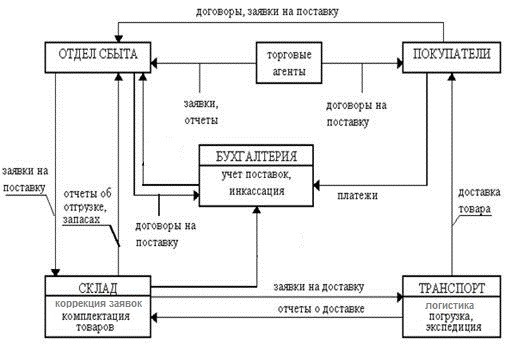 договоры, заявки на поставку
ОТДЕЛ СБЫТА
торговые
агенты
ПОКУПАТЕЛИ
заявки,
отчеты
договоры на
поставку
БУХГАЛТЕРИЯ
учет поставок,
инкассация
заявки на
поставку
отчеты об
отгрузке,
запасах
договоры на
поставку
платежи
доставка
товара
СКЛАД
коррекция заявок
комплектация
товаров
заявки на доставку
отчеты о доставке
ТРАНСПОРТ
логистика
погрузка,
экспедиция